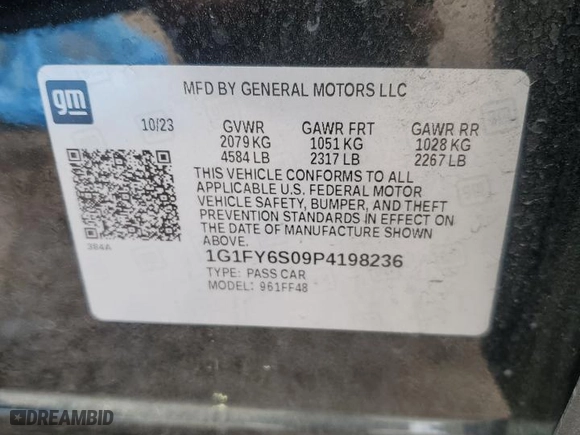 gm
MFD BY GENERAL MOTORS LLC
10/23 GVWR GAWR FRT GAWR RR
2079 KG 1051 KG 1028 KG
4584 LB 2317 LB 2267 LB
THIS VEHICLE CONFORMS TO ALL
APPLICABLE U.S. FEDERAL MOTOR
VEHICLE SAFETY, BUMPER, AND THEFT
PREVENTION STANDARDS IN EFFECT ON
THE DATE OF MANUFACTURE SHOWN ABOVE.
384A
1G1FY6S09P4198236
TYPE: PASS CAR
MODEL: 961FF48
DREAMBID